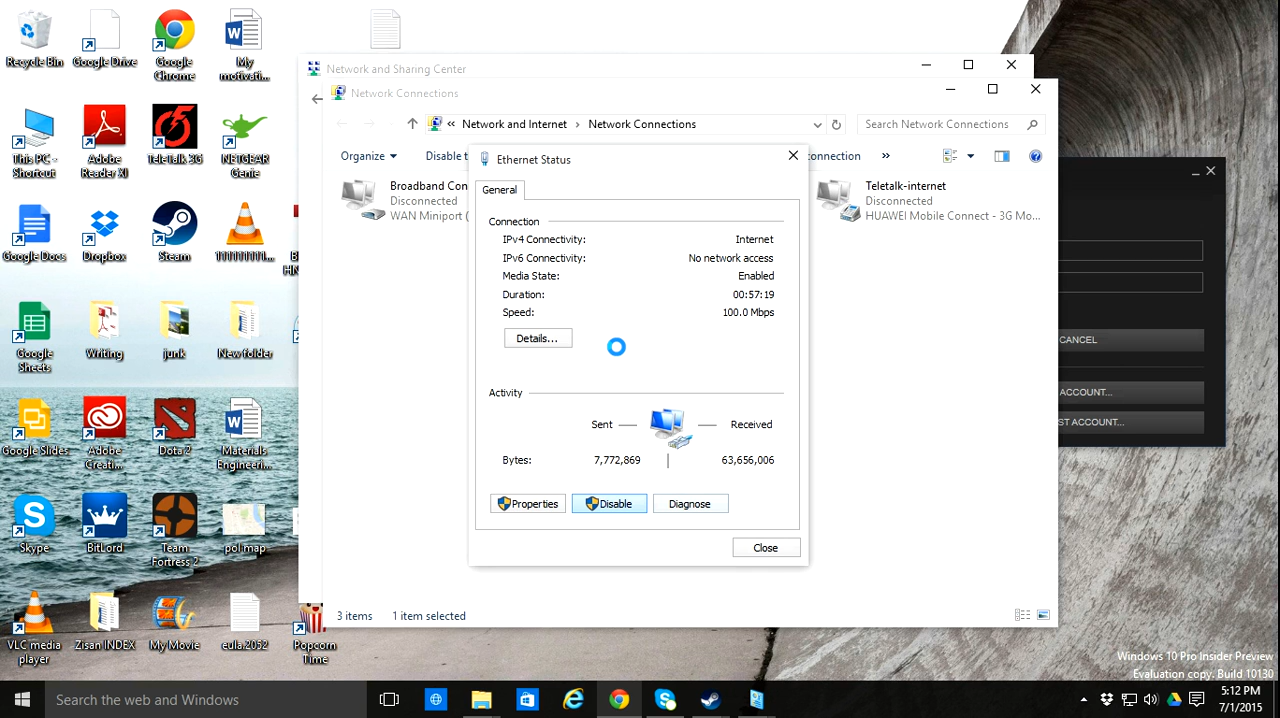 Recycle Bin
Google Drive
Google
Chrome
My
motivati...
This PC -
Shortcut
Adobe
Reader XI
TeleTalk 3G
NETGEAR
Genie
Google Docs
Dropbox
Steam
1111111111...
Google
Sheets
Writing
junk
New folder
Google Slides
Adobe
Creati...
Dota 2
Materials
Engineeri...
Skype
BitLord
Team
Fortress 2
pol map
VLC media
player
Zisan INDEX
My Movie
eula.2052
Popcorn
Time
Network and Sharing Center
Network Connections
« Network and Internet › Network Connections
Search Network Connections
Organize
Disable t
connection
»
Broadband Con
Disconnected
WAN Miniport (
Teletalk-internet
Disconnected
HUAWEI Mobile Connect - 3G Mo...
Ethernet Status
General
Connection
IPv4 Connectivity: Internet
IPv6 Connectivity: No network access
Media State: Enabled
Duration: 00:57:19
Speed: 100.0 Mbps
Details...
Activity
Sent — — Received
Bytes: 7,772,869 | 63,656,006
Properties
Disable
Diagnose
Close
3 items 1 item selected
CANCEL
ACCOUNT...
ST ACCOUNT...
Windows 10 Pro Insider Preview
Evaluation copy. Build 10130
Search the web and Windows
5:12 PM
7/1/2015